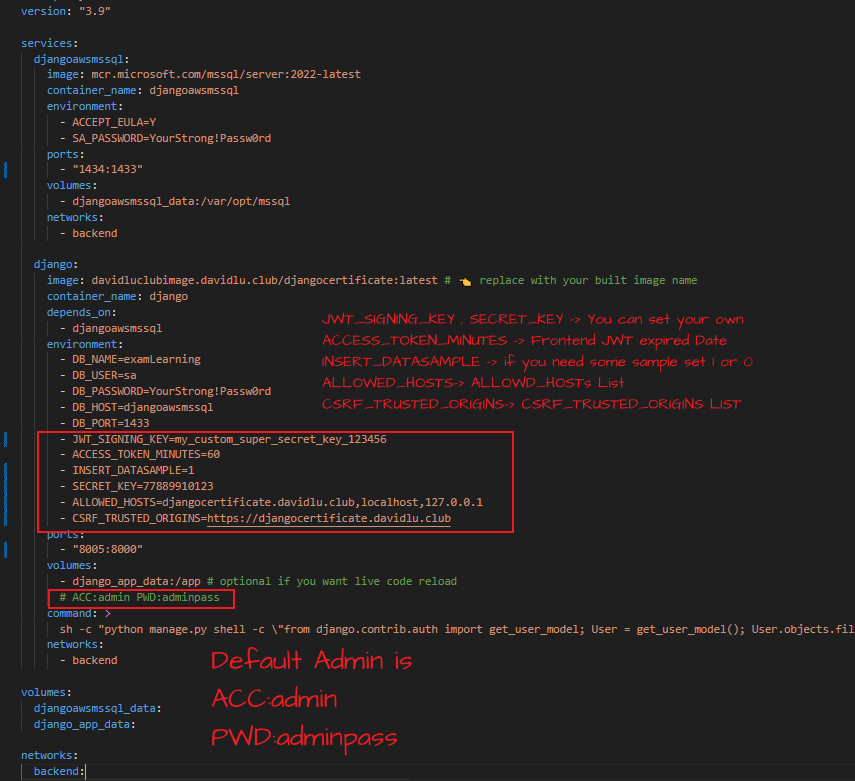 version: "3.9"
services:
djangoawsmssql:
image: mcr.microsoft.com/mssql/server:2022-latest
container_name: djangoawsmssql
environment:
- ACCEPT_EULA=Y
- SA_PASSWORD=YourStrong!Passw0rd
ports:
- "1434:1433"
volumes:
- djangoawsmssql_data:/var/opt/mssql
networks:
- backend
django:
image: davidluclubimage.davidlu.club/djangocertificate:latest # 👈 replace with your built image name
container_name: django
depends_on:
- djangoawsmssql
environment:
- DB_NAME=examLearning
- DB_USER=sa
- DB_PASSWORD=YourStrong!Passw0rd
- DB_HOST=djangoawsmssql
- DB_PORT=1433
JWT_SIGNING_KEY , SECRET_KEY -> You can set your own
ACCESS_TOKEN_MINUTES -> Frontend JWT expired Date
INSERT_DATASAMPLE -> if you need some sample set 1 or 0
ALLOWED_HOSTS-> ALLOWD_HOSTs List
CSRF_TRUSTED_ORIGINS-> CSRF_TRUSTED_ORIGINS LIST
- JWT_SIGNING_KEY=my_custom_super_secret_key_123456
- ACCESS_TOKEN_MINUTES=60
- INSERT_DATASAMPLE=1
- SECRET_KEY=77889910123
- ALLOWED_HOSTS=djangocertificate.davidlu.club,localhost,127.0.0.1
- CSRF_TRUSTED_ORIGINS=https://djangocertificate.davidlu.club
ports:
- "8005:8000"
volumes:
- django_app_data:/app # optional if you want live code reload
# ACC:admin PWD:adminpass
command: >
sh -c "python manage.py shell -c \"from django.contrib.auth import get_user_model; User = get_user_model(); User.objects.fil
networks:
- backend
Default Admin is
ACC:admin
PWD:adminpass
volumes:
djangoawsmssql_data:
django_app_data:
networks:
backend: